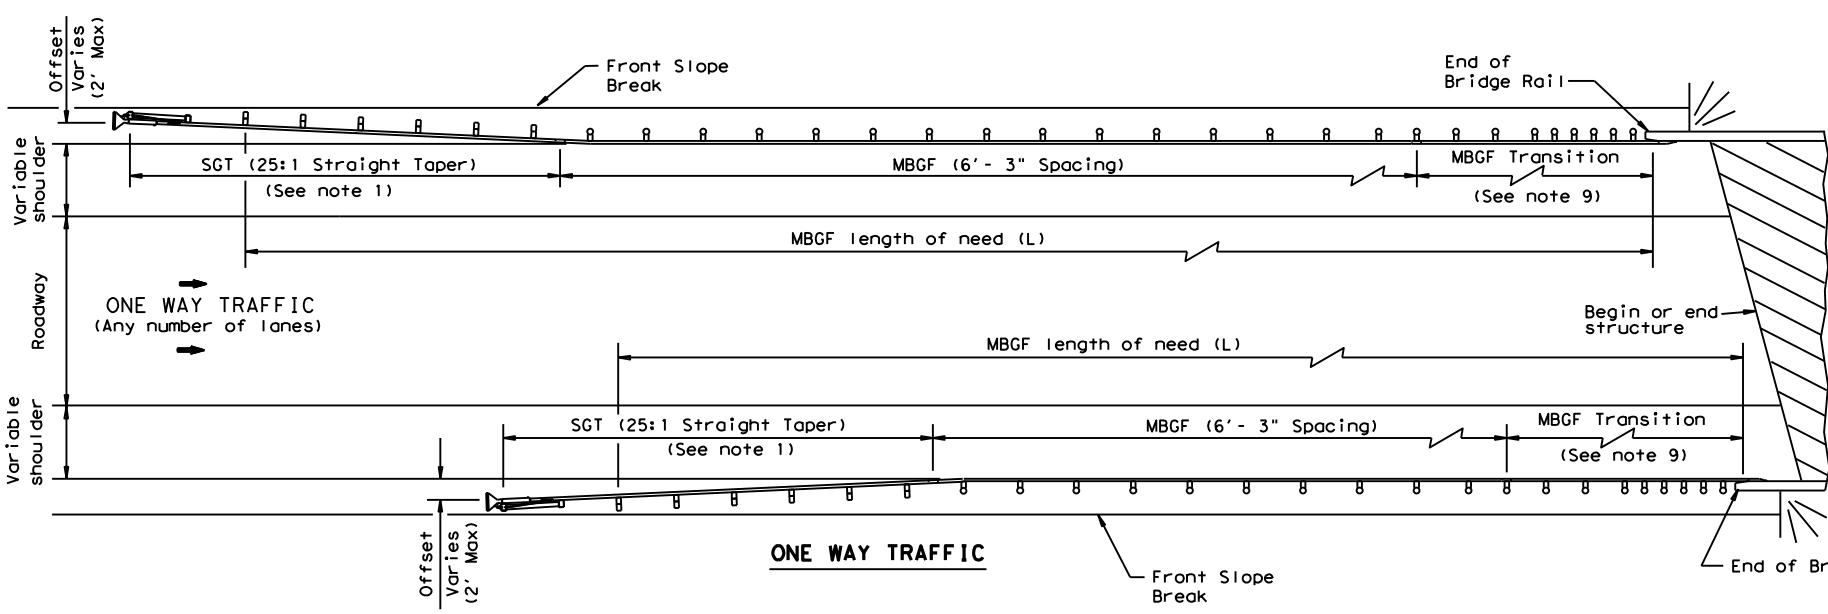 Offset
Varies
(2' Max)
Front Slope
Break
End of
Bridge Rail
Variable
shoulder
SGT (25:1 Straight Taper)
(See note 1)
MBGF (6'- 3" Spacing)
MBGF Transition
(See note 9)
MBGF length of need (L)
Roadway
ONE WAY TRAFFIC
(Any number of lanes)
Begin or end
structure
MBGF length of need (L)
Variable
shoulder
SGT (25:1 Straight Taper)
(See note 1)
MBGF (6'- 3" Spacing)
MBGF Transition
(See note 9)
Offset
Varies
(2' Max)
ONE WAY TRAFFIC
Front Slope
Break
End of Br